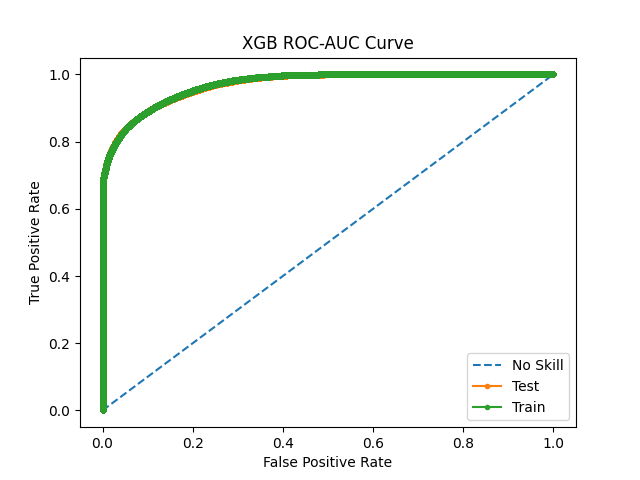 XGB ROC-AUC Curve
1.0
0.8
0.6
0.4
0.2
0.0
True Positive Rate
0.0 0.2 0.4 0.6 0.8 1.0
False Positive Rate
No Skill
Test
Train